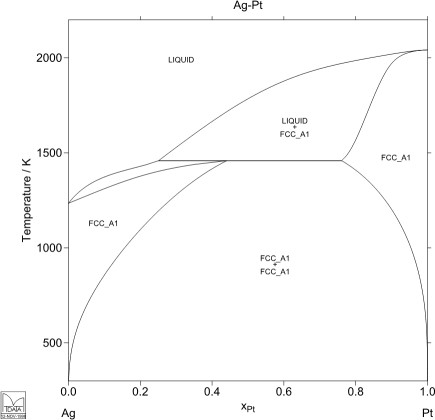 Ag-Pt
2000
1500
1000
500
Temperature / K
LIQUID
LIQUID
+
FCC_A1
FCC_A1
FCC_A1
FCC_A1
+
FCC_A1
0.0 0.2 0.4 0.6 0.8 1.0
Ag xPt Pt